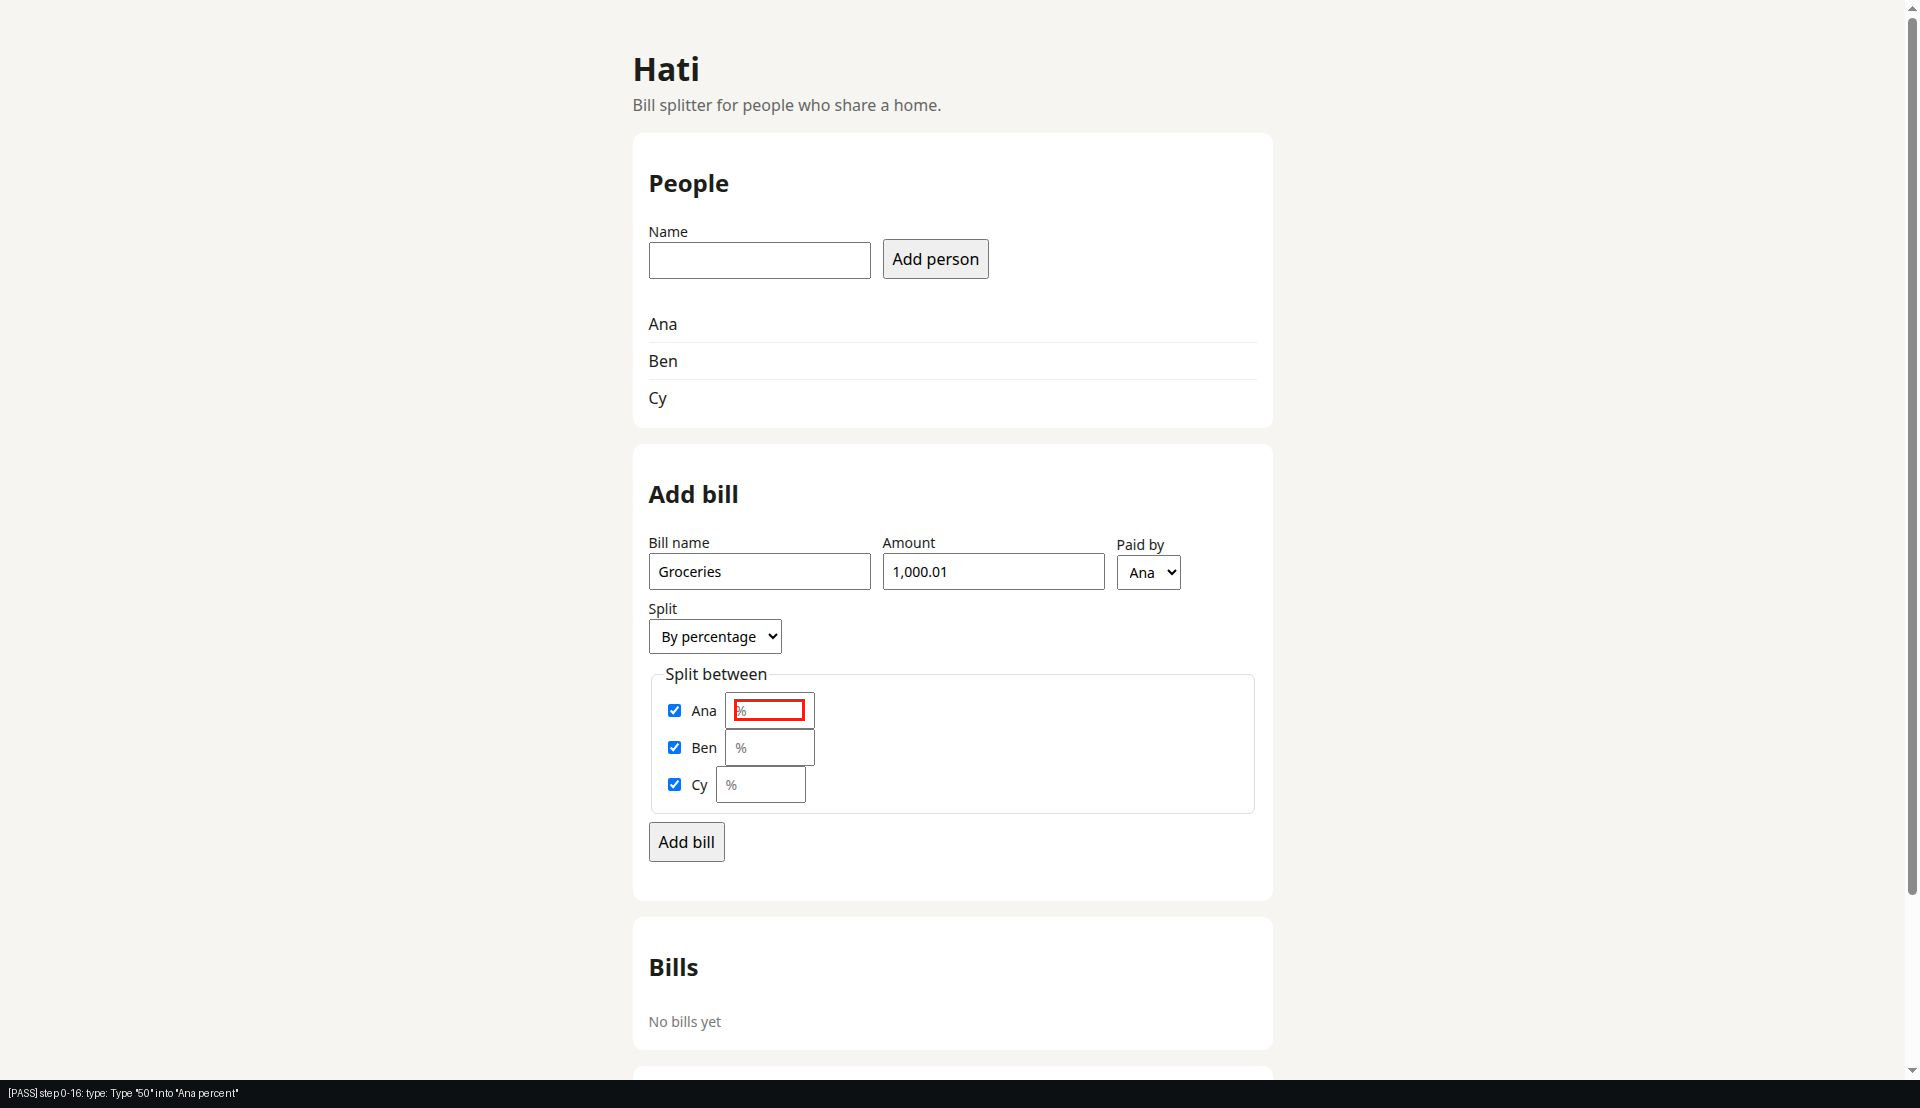 Hati
Bill splitter for people who share a home.
People
Name
Add person
Ana
Ben
Cy
Add bill
Bill name Amount Paid by
Groceries 1,000.01 Ana
Split
By percentage
Split between
Ana %
Ben %
Cy %
Add bill
Bills
No bills yet
[PASS] step 0-16: type: Type "50" into "Ana percent"